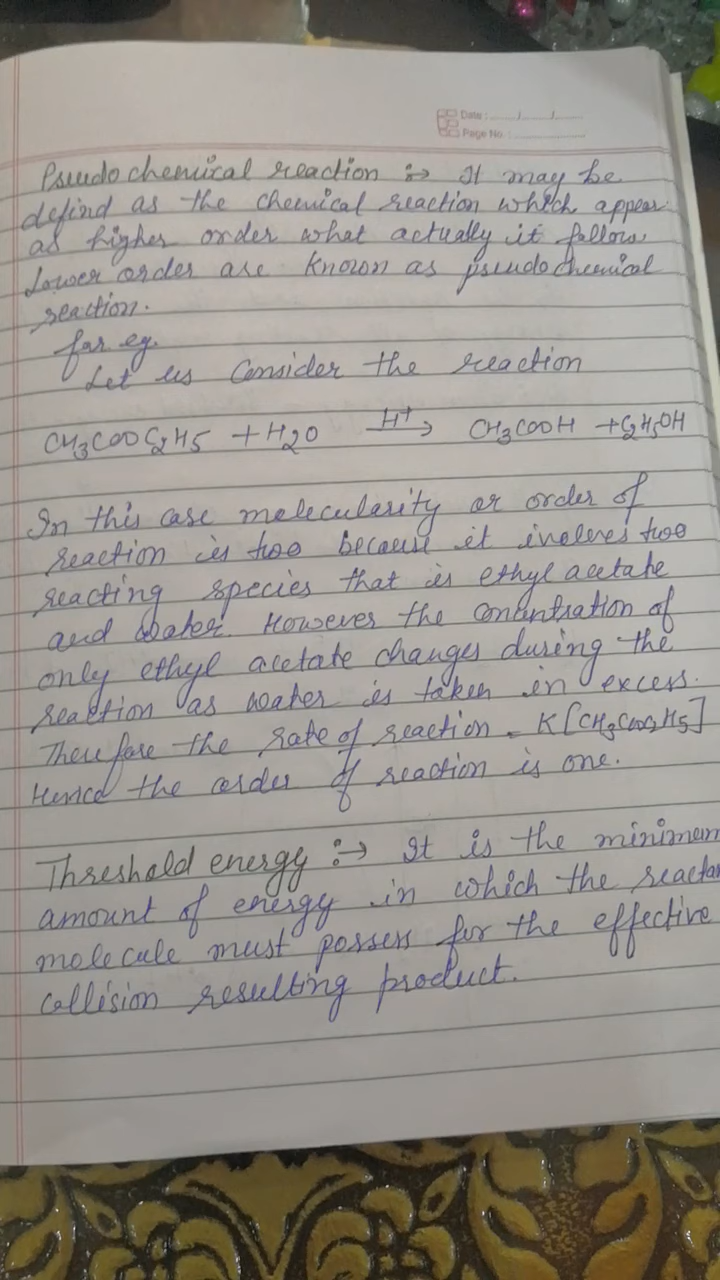 Date : ....../....../......
Page No. : ..................
Pseudo chemical reaction :→ It may be
defind as the chemical reaction which appear
as higher order what actually it follows
Lower order are known as pseudo chemical
reaction.
for eg.
Let us Consider the reaction
CH3COOC2H5 + H2O H+→ CH3COOH + C2H5OH
In this case molecularity or order of
reaction is two because it inolves two
reacting species that is ethyl acetate
and water. However the conentration of
only ethyl acetate changes during the
reaction as water is taken in excess.
Therefore the rate of reaction = K[CH3COOC2H5]
Hence the order of reaction is one.
Threshold energy :→ It is the minimum
amount of energy in which the reactan
molecule must possess for the effective
collision resulting product.